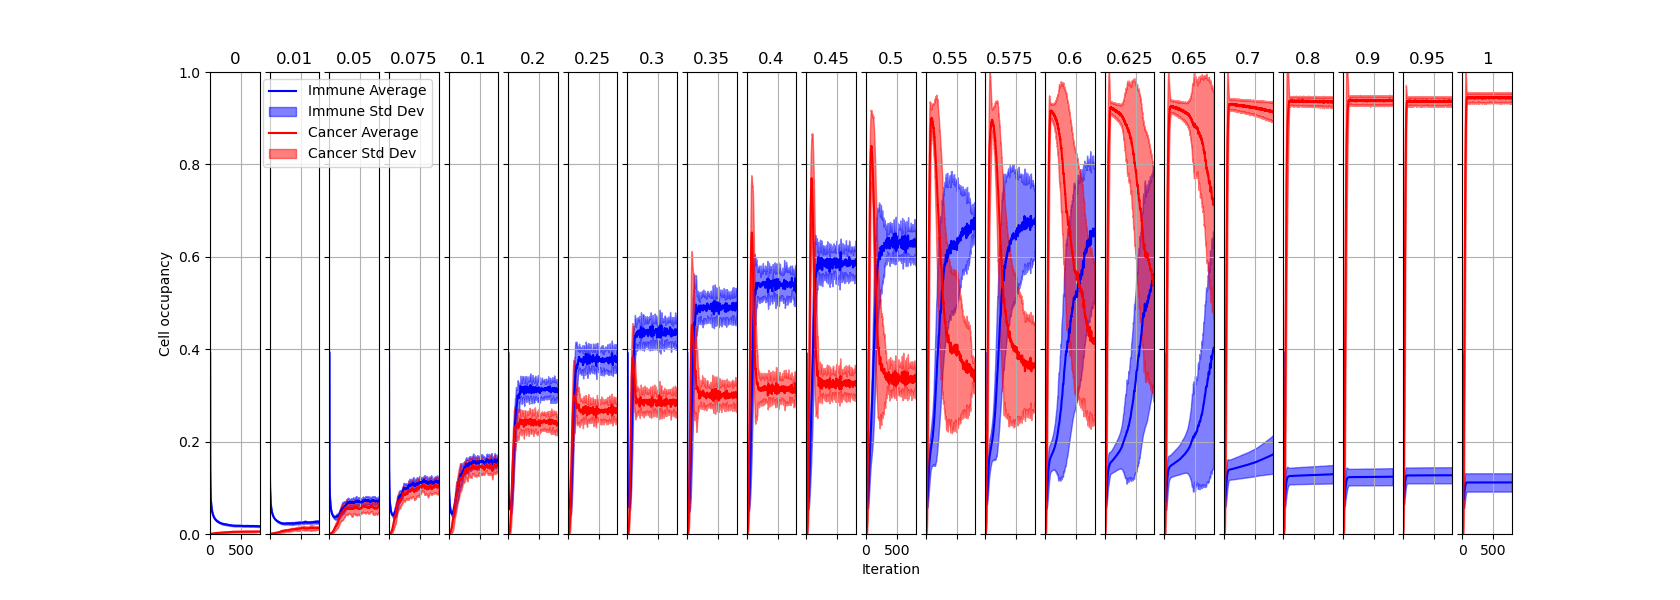 0 0.01 0.05 0.075 0.1 0.2 0.25 0.3 0.35 0.4 0.45 0.5 0.55 0.575 0.6 0.625 0.65 0.7 0.8 0.9 0.95 1
1.0
0.8
0.6
0.4
0.2
0.0
Cell occupancy
Immune Average
Immune Std Dev
Cancer Average
Cancer Std Dev
0 500 0 500 0 500
Iteration